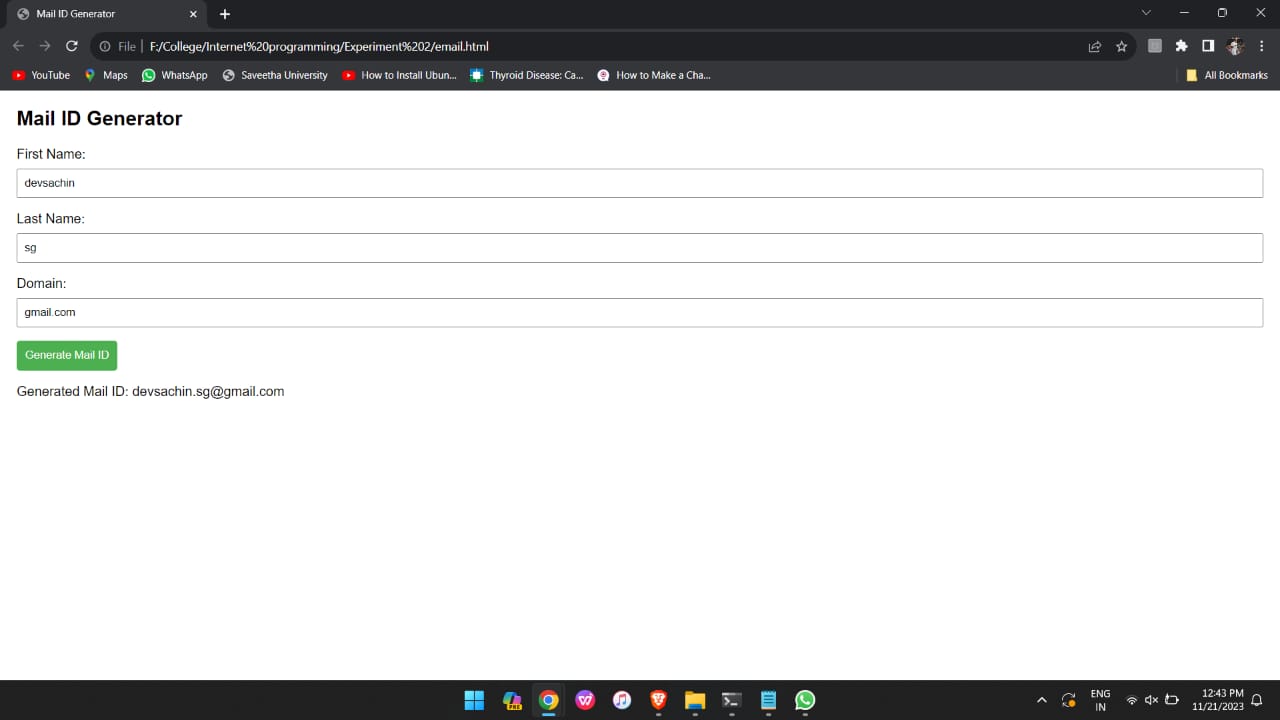 Mail ID Generator
File F:/College/Internet%20programming/Experiment%202/email.html
YouTube Maps WhatsApp Saveetha University How to Install Ubun... Thyroid Disease: Ca... How to Make a Cha... All Bookmarks
Mail ID Generator
First Name:
devsachin
Last Name:
sg
Domain:
gmail.com
Generate Mail ID
Generated Mail ID: devsachin.sg@gmail.com
PRE
ENG
IN
12:43 PM
11/21/2023